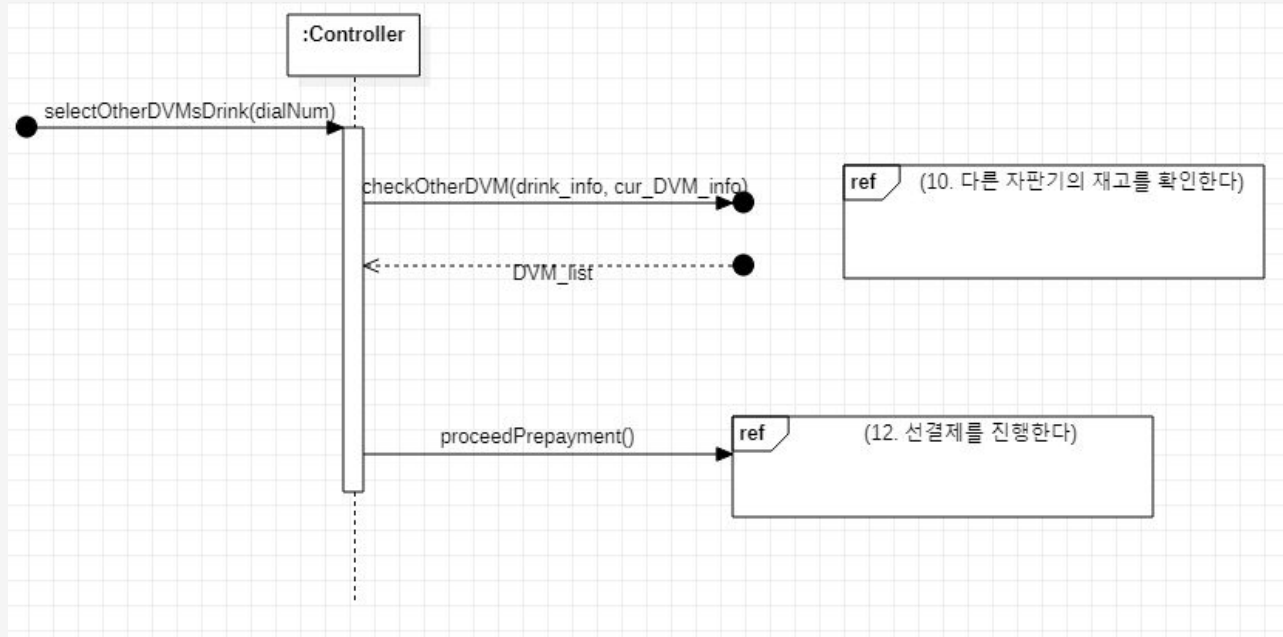 :Controller
selectOtherDVMsDrink(dialNum)
checkOtherDVM(drink_info, cur_DVM_info)
ref (10. 다른 자판기의 재고를 확인한다)
DVM_list
proceedPrepayment()
ref (12. 선결제를 진행한다)